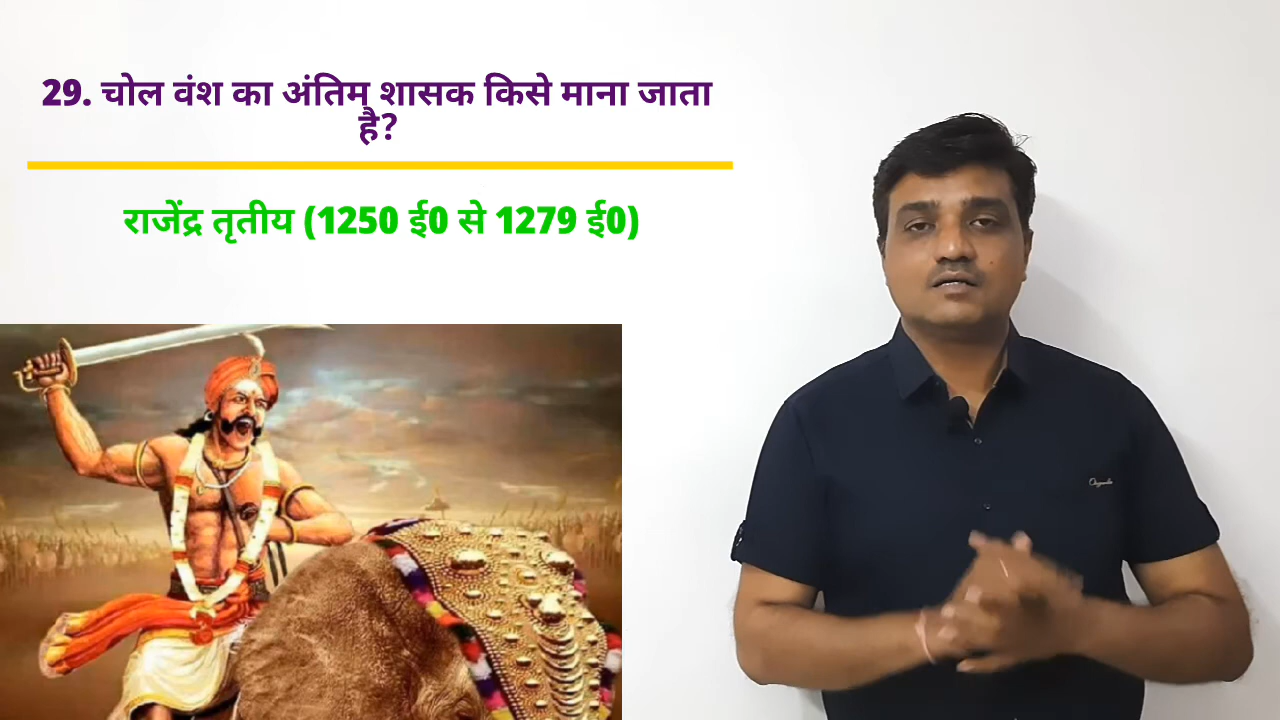 29. चोल वंश का अंतिम शासक किसे माना जाता
है?
राजेंद्र तृतीय (1250 ई0 से 1279 ई0)